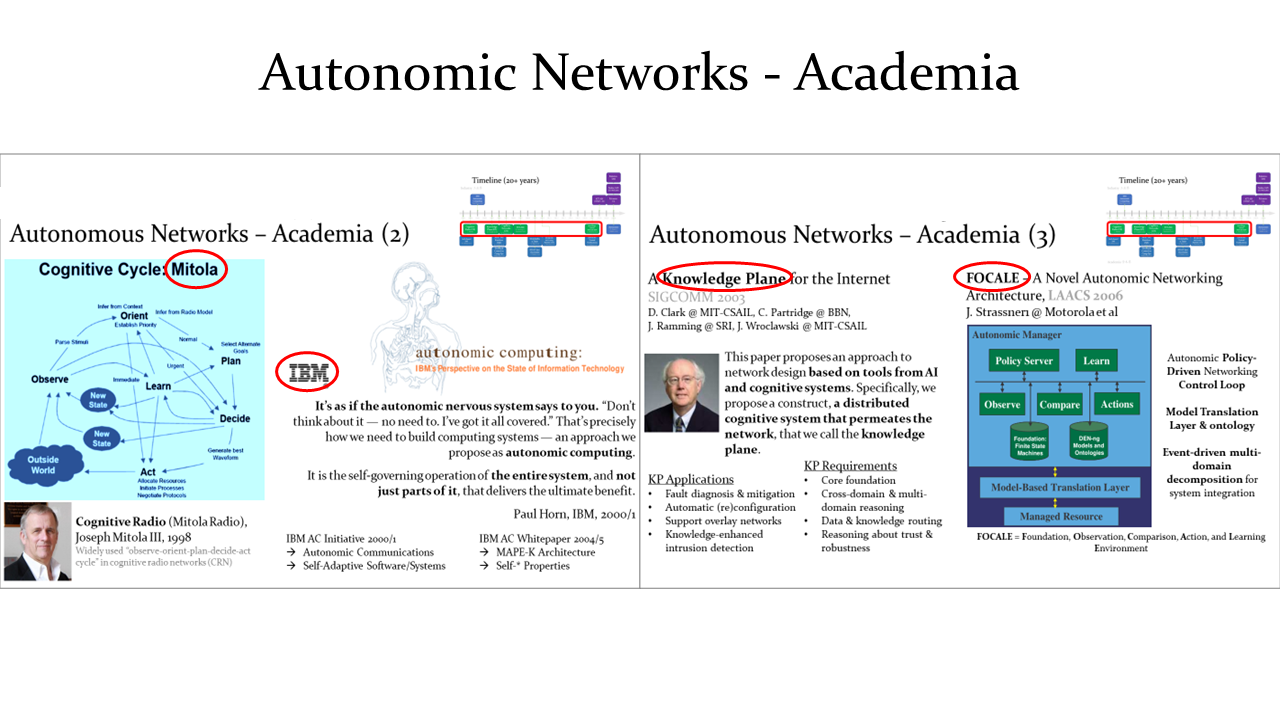 Autonomic Networks - Academia
Timeline (20+ years)
Autonomous Networks – Academia (2)
Cognitive Cycle: Mitola
Infer from Context
Infer from Radio Model
Orient
Establish Priority
Parse Stimuli
Normal
Select Alternate
Goals
Plan
Urgent
Observe
Immediate
Learn
New
State
Decide
New
State
Generate best
Waveform
Outside
World
Act
Allocate Resources
Initiate Processes
Negotiate Protocols
Cognitive Radio (Mitola Radio),
Joseph Mitola III, 1998
Widely used “observe-orient-plan-decide-act
cycle” in cognitive radio networks (CRN)
autonomic computing:
IBM's Perspective on the State of Information Technology
IBM
It's as if the autonomic nervous system says to you. “Don't
think about it — no need to. I've got it all covered.” That's precisely
how we need to build computing systems — an approach we
propose as autonomic computing.
It is the self-governing operation of the entire system, and not
just parts of it, that delivers the ultimate benefit.
Paul Horn, IBM, 2000/1
IBM AC Initiative 2000/1
→ Autonomic Communications
→ Self-Adaptive Software/Systems
IBM AC Whitepaper 2004/5
→ MAPE-K Architecture
→ Self-* Properties
Timeline (20+ years)
Autonomous Networks – Academia (3)
A Knowledge Plane for the Internet
SIGCOMM 2003
D. Clark @ MIT-CSAIL, C. Partridge @ BBN,
J. Ramming @ SRI, J. Wroclawski @ MIT-CSAIL
This paper proposes an approach to
network design based on tools from AI
and cognitive systems. Specifically, we
propose a construct, a distributed
cognitive system that permeates the
network, that we call the knowledge
plane.
KP Applications
• Fault diagnosis & mitigation
• Automatic (re)configuration
• Support overlay networks
• Knowledge-enhanced
intrusion detection
KP Requirements
• Core foundation
• Cross-domain & multi-
domain reasoning
• Data & knowledge routing
• Reasoning about trust &
robustness
FOCALE – A Novel Autonomic Networking
Architecture, LAACS 2006
J. Strassner1 @ Motorola et al
Autonomic Manager
Policy Server
Learn
Observe
Compare
Actions
Foundation:
Finite State
Machines
DEN-ng
Models and
Ontologies
Model-Based Translation Layer
Managed Resource
Autonomic Policy-
Driven Networking
Control Loop
Model Translation
Layer & ontology
Event-driven multi-
domain
decomposition for
system integration
FOCALE = Foundation, Observation, Comparison, Action, and Learning
Environment